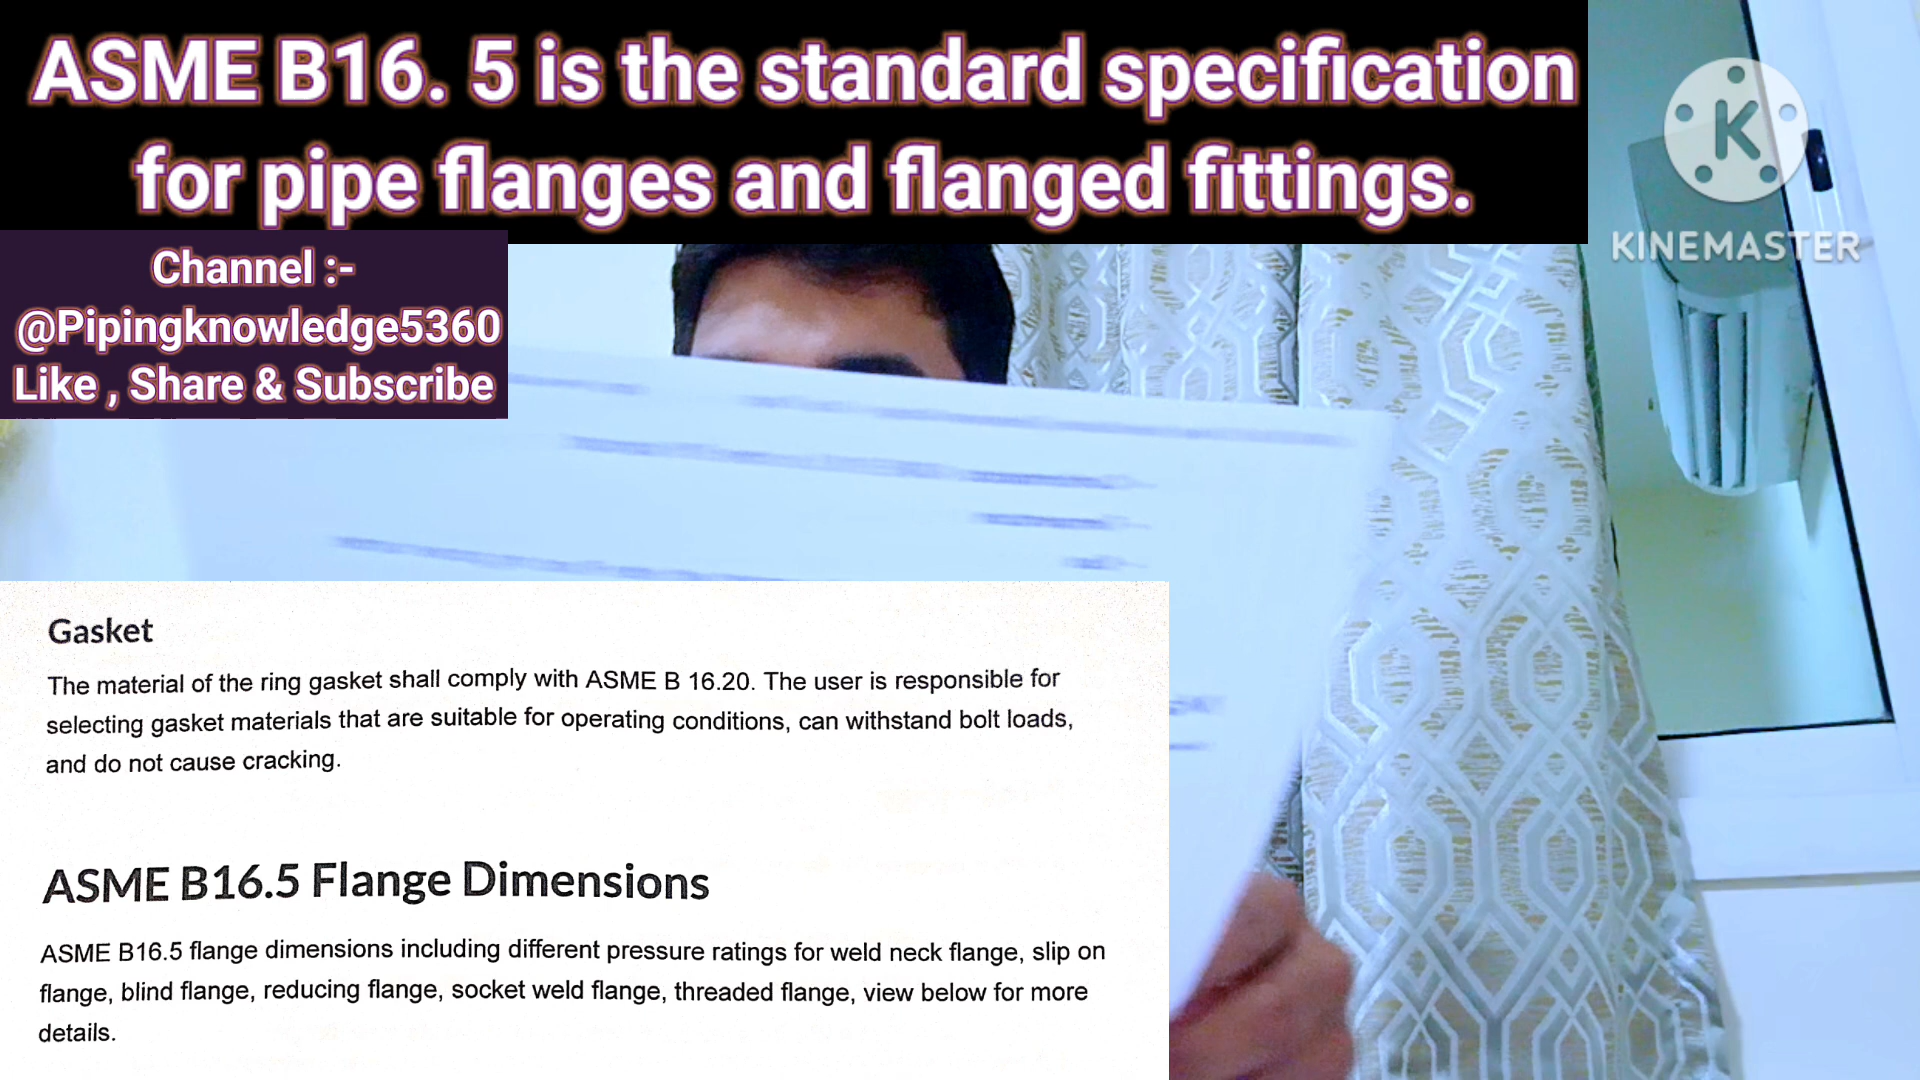 ASME B16. 5 is the standard specification
for pipe flanges and flanged fittings.
K
KINEMASTER
Channel :-
@Pipingknowledge5360
Like , Share & Subscribe
Gasket
The material of the ring gasket shall comply with ASME B 16.20. The user is responsible for
selecting gasket materials that are suitable for operating conditions, can withstand bolt loads,
and do not cause cracking.
ASME B16.5 Flange Dimensions
ASME B16.5 flange dimensions including different pressure ratings for weld neck flange, slip on
flange, blind flange, reducing flange, socket weld flange, threaded flange, view below for more
details.